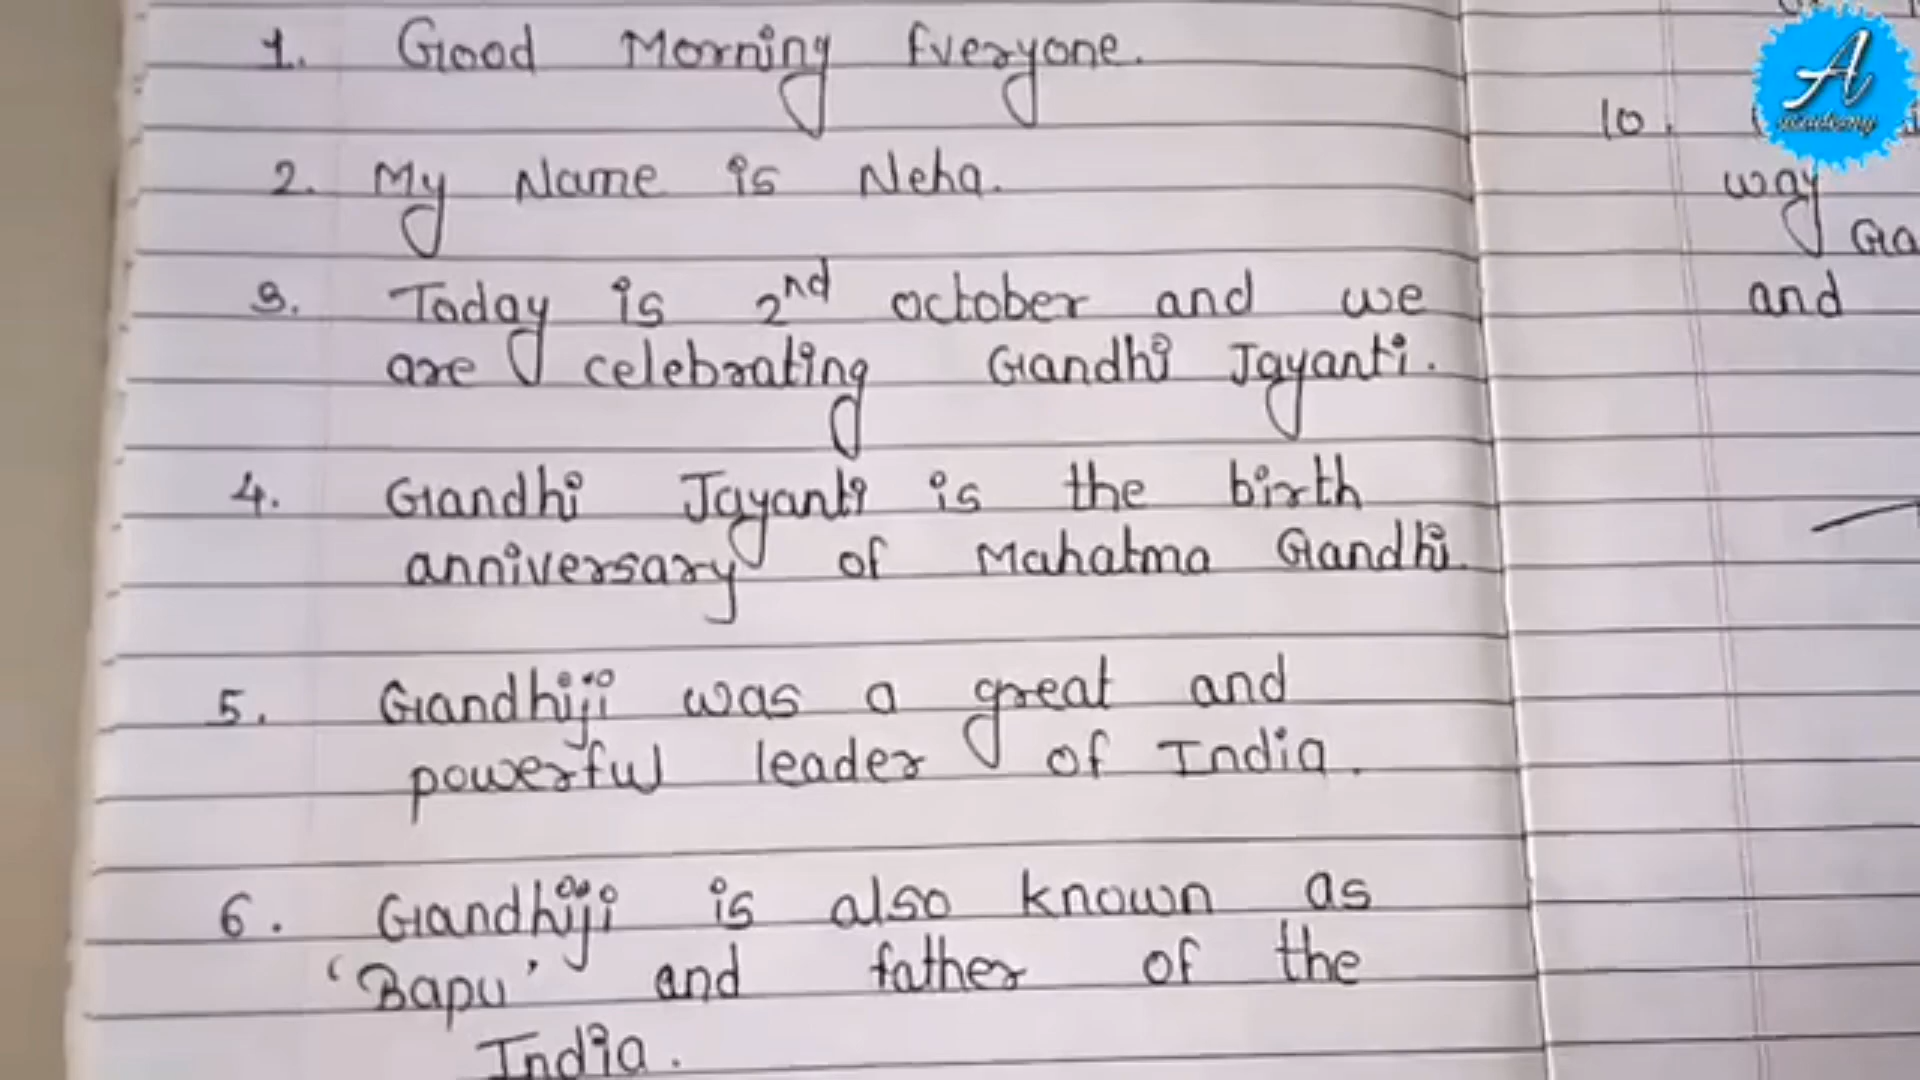 1. Good Morning Everyone.
2. My Name is Neha.
3. Today is 2nd october and we
are celebrating Gandhi Jayanti.
4. Gandhi Jayanti is the birth
anniversary of Mahatma Gandhi.
5. Gandhiji was a great and
powerful leader of India.
6. Gandhiji is also known as
'Bapu' and father of the
India.
10.
way
and
A
academy